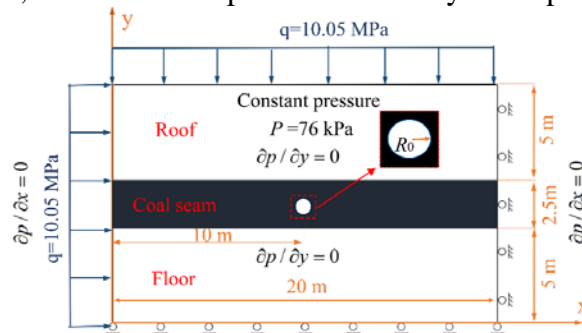 y
q=10.05 MPa
Constant pressure
P =76 kPa
∂p / ∂y = 0
R₀
Roof
5 m
∂p / ∂x = 0
q=10.05 MPa
Coal seam
2.5m
∂p / ∂x = 0
10 m
∂p / ∂y = 0
Floor
20 m
5 m
x